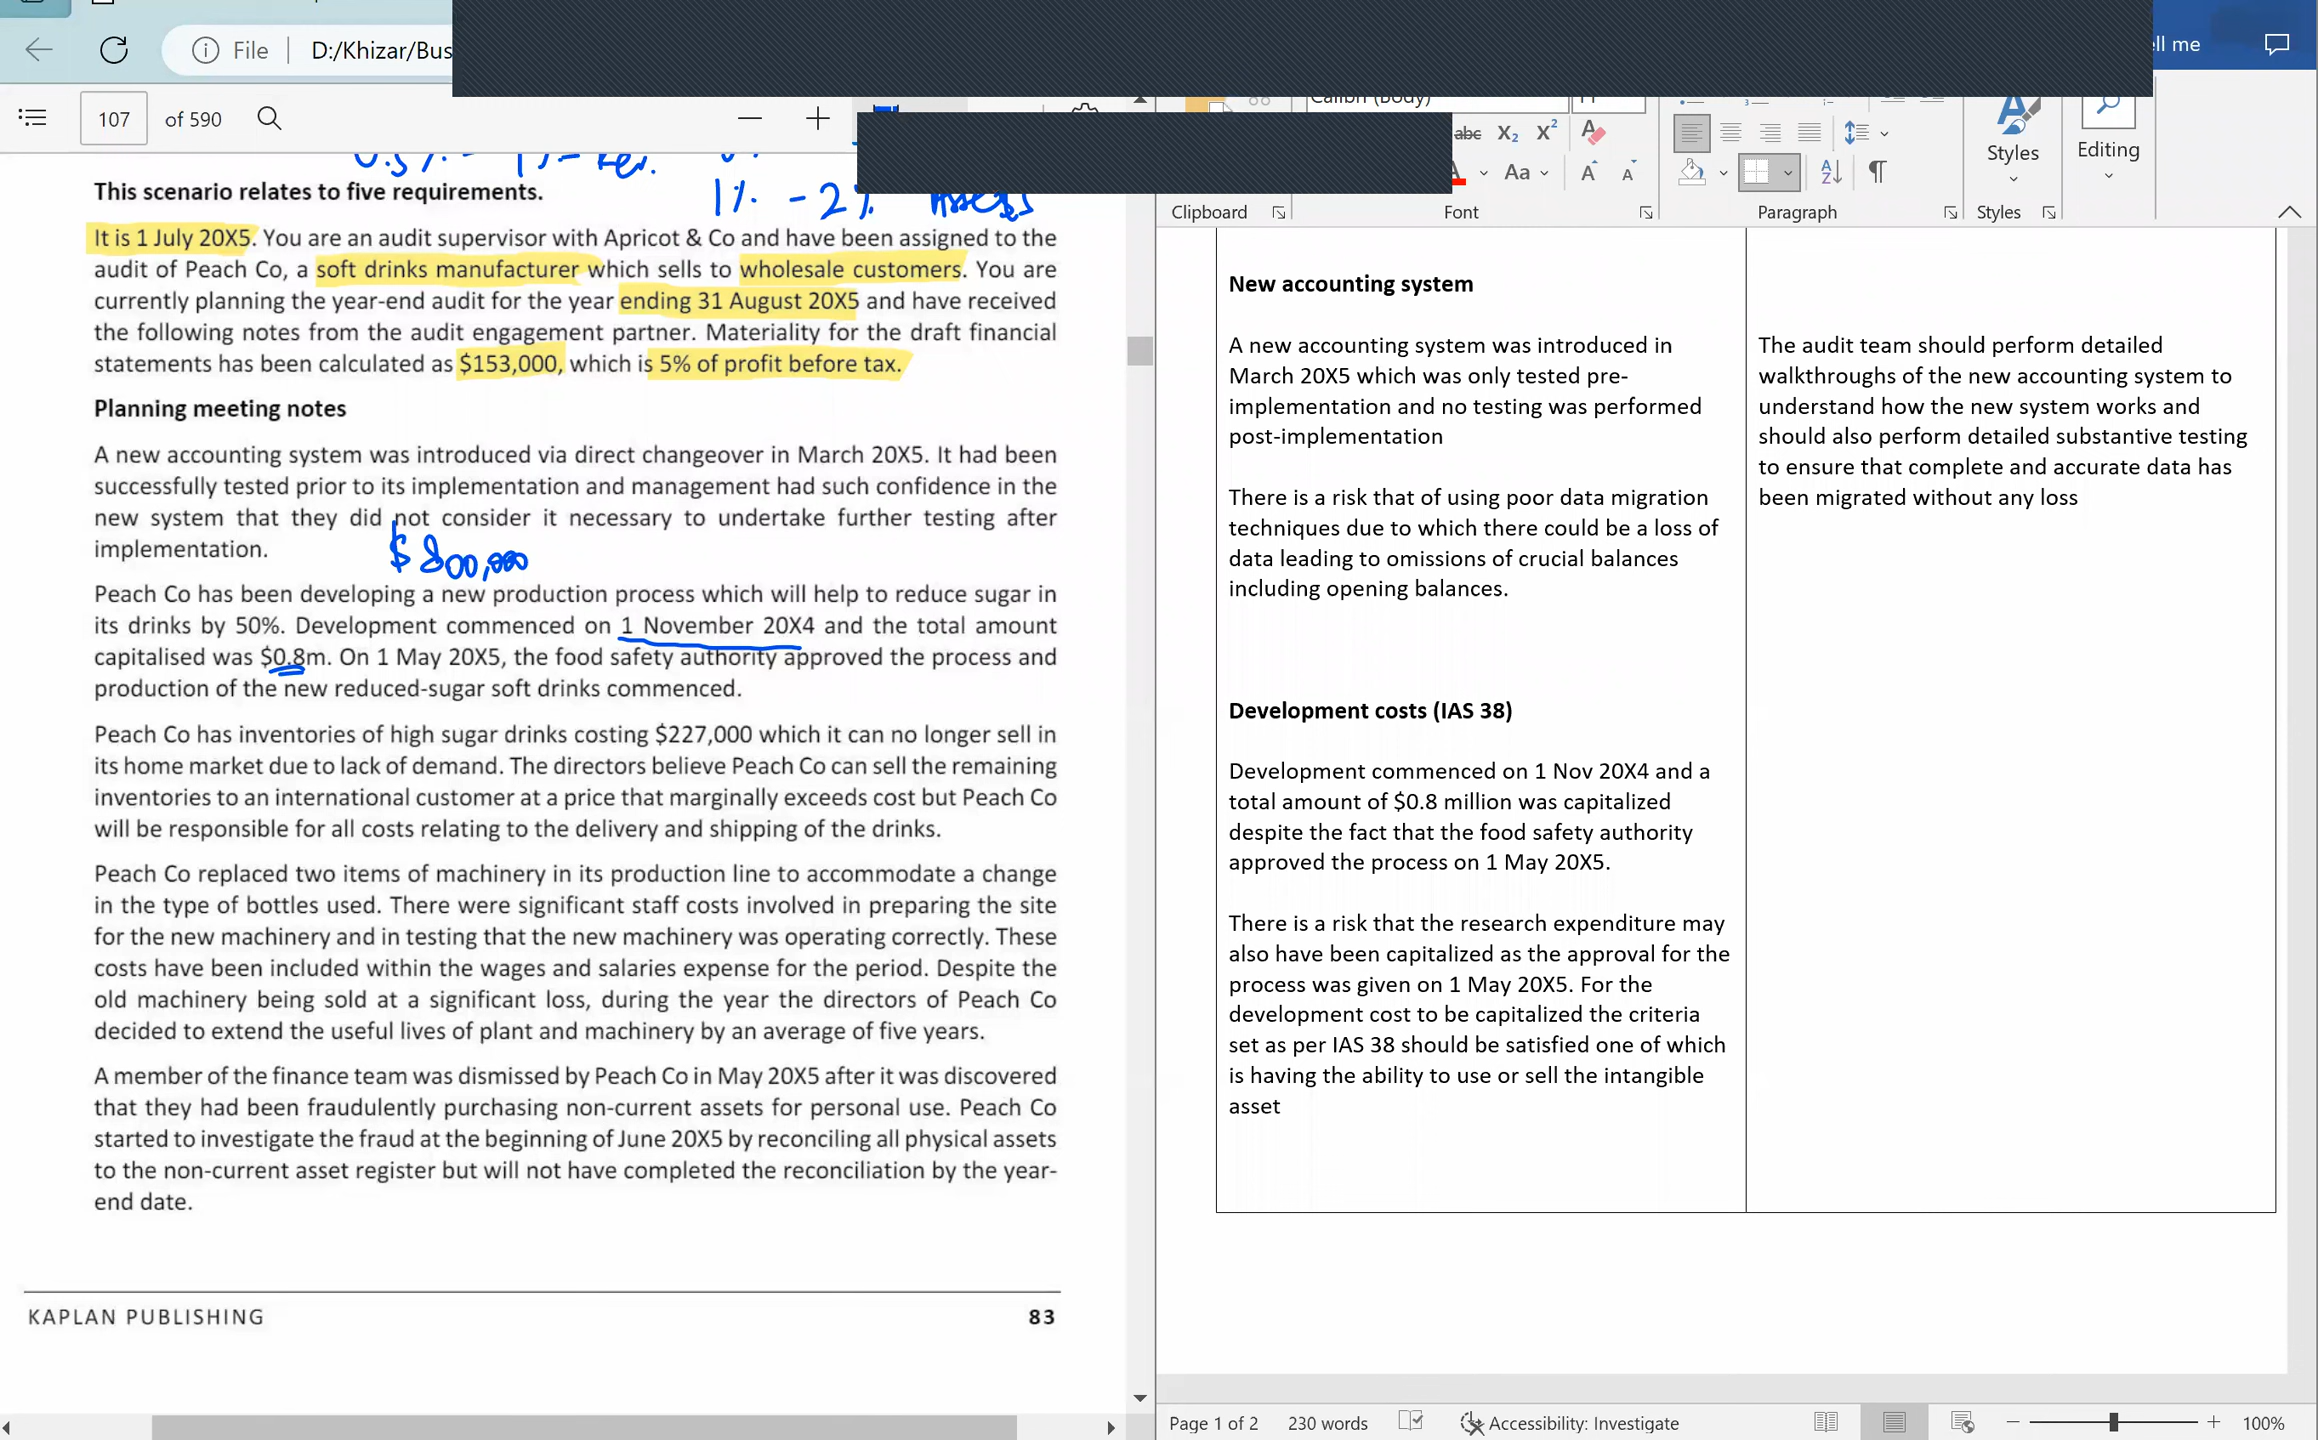 File
D:/Khizar/Bus
ll me
107 of 590
This scenario relates to five requirements.
1% - 2% Assets
It is 1 July 20X5. You are an audit supervisor with Apricot & Co and have been assigned to the
audit of Peach Co, a soft drinks manufacturer which sells to wholesale customers. You are
currently planning the year-end audit for the year ending 31 August 20X5 and have received
the following notes from the audit engagement partner. Materiality for the draft financial
statements has been calculated as $153,000, which is 5% of profit before tax.
Planning meeting notes
A new accounting system was introduced via direct changeover in March 20X5. It had been
successfully tested prior to its implementation and management had such confidence in the
new system that they did not consider it necessary to undertake further testing after
implementation.
$800,000
Peach Co has been developing a new production process which will help to reduce sugar in
its drinks by 50%. Development commenced on 1 November 20X4 and the total amount
capitalised was $0.8m. On 1 May 20X5, the food safety authority approved the process and
production of the new reduced-sugar soft drinks commenced.
Peach Co has inventories of high sugar drinks costing $227,000 which it can no longer sell in
its home market due to lack of demand. The directors believe Peach Co can sell the remaining
inventories to an international customer at a price that marginally exceeds cost but Peach Co
will be responsible for all costs relating to the delivery and shipping of the drinks.
Peach Co replaced two items of machinery in its production line to accommodate a change
in the type of bottles used. There were significant staff costs involved in preparing the site
for the new machinery and in testing that the new machinery was operating correctly. These
costs have been included within the wages and salaries expense for the period. Despite the
old machinery being sold at a significant loss, during the year the directors of Peach Co
decided to extend the useful lives of plant and machinery by an average of five years.
A member of the finance team was dismissed by Peach Co in May 20X5 after it was discovered
that they had been fraudulently purchasing non-current assets for personal use. Peach Co
started to investigate the fraud at the beginning of June 20X5 by reconciling all physical assets
to the non-current asset register but will not have completed the reconciliation by the year-
end date.
KAPLAN PUBLISHING 83
Calibri (Body)
abc X2 X2
Aa A A
Styles
Editing
Clipboard Font Paragraph Styles
New accounting system
A new accounting system was introduced in
March 20X5 which was only tested pre-
implementation and no testing was performed
post-implementation
There is a risk that of using poor data migration
techniques due to which there could be a loss of
data leading to omissions of crucial balances
including opening balances.
The audit team should perform detailed
walkthroughs of the new accounting system to
understand how the new system works and
should also perform detailed substantive testing
to ensure that complete and accurate data has
been migrated without any loss
Development costs (IAS 38)
Development commenced on 1 Nov 20X4 and a
total amount of $0.8 million was capitalized
despite the fact that the food safety authority
approved the process on 1 May 20X5.
There is a risk that the research expenditure may
also have been capitalized as the approval for the
process was given on 1 May 20X5. For the
development cost to be capitalized the criteria
set as per IAS 38 should be satisfied one of which
is having the ability to use or sell the intangible
asset
Page 1 of 2 230 words Accessibility: Investigate 100%